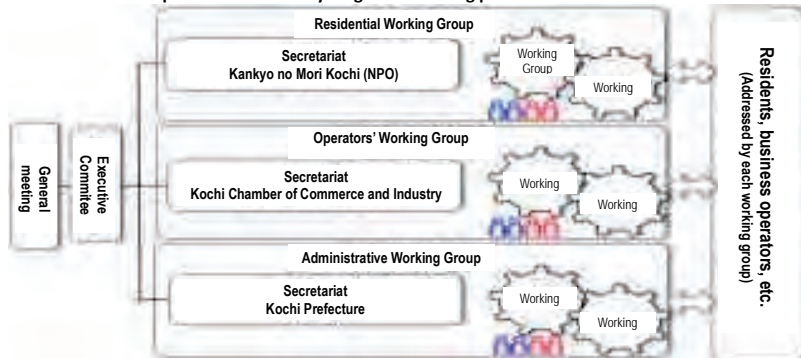 Residential Working Group
Secretariat
Kankyo no Mori Kochi (NPO)
Working
Group
Working
Operators' Working Group
Secretariat
Kochi Chamber of Commerce and Industry
Working
Working
Administrative Working Group
Secretariat
Kochi Prefecture
Working
Working
General
meeting
Executive
Commitee
Residents, business operators, etc.
(Addressed by each working group)